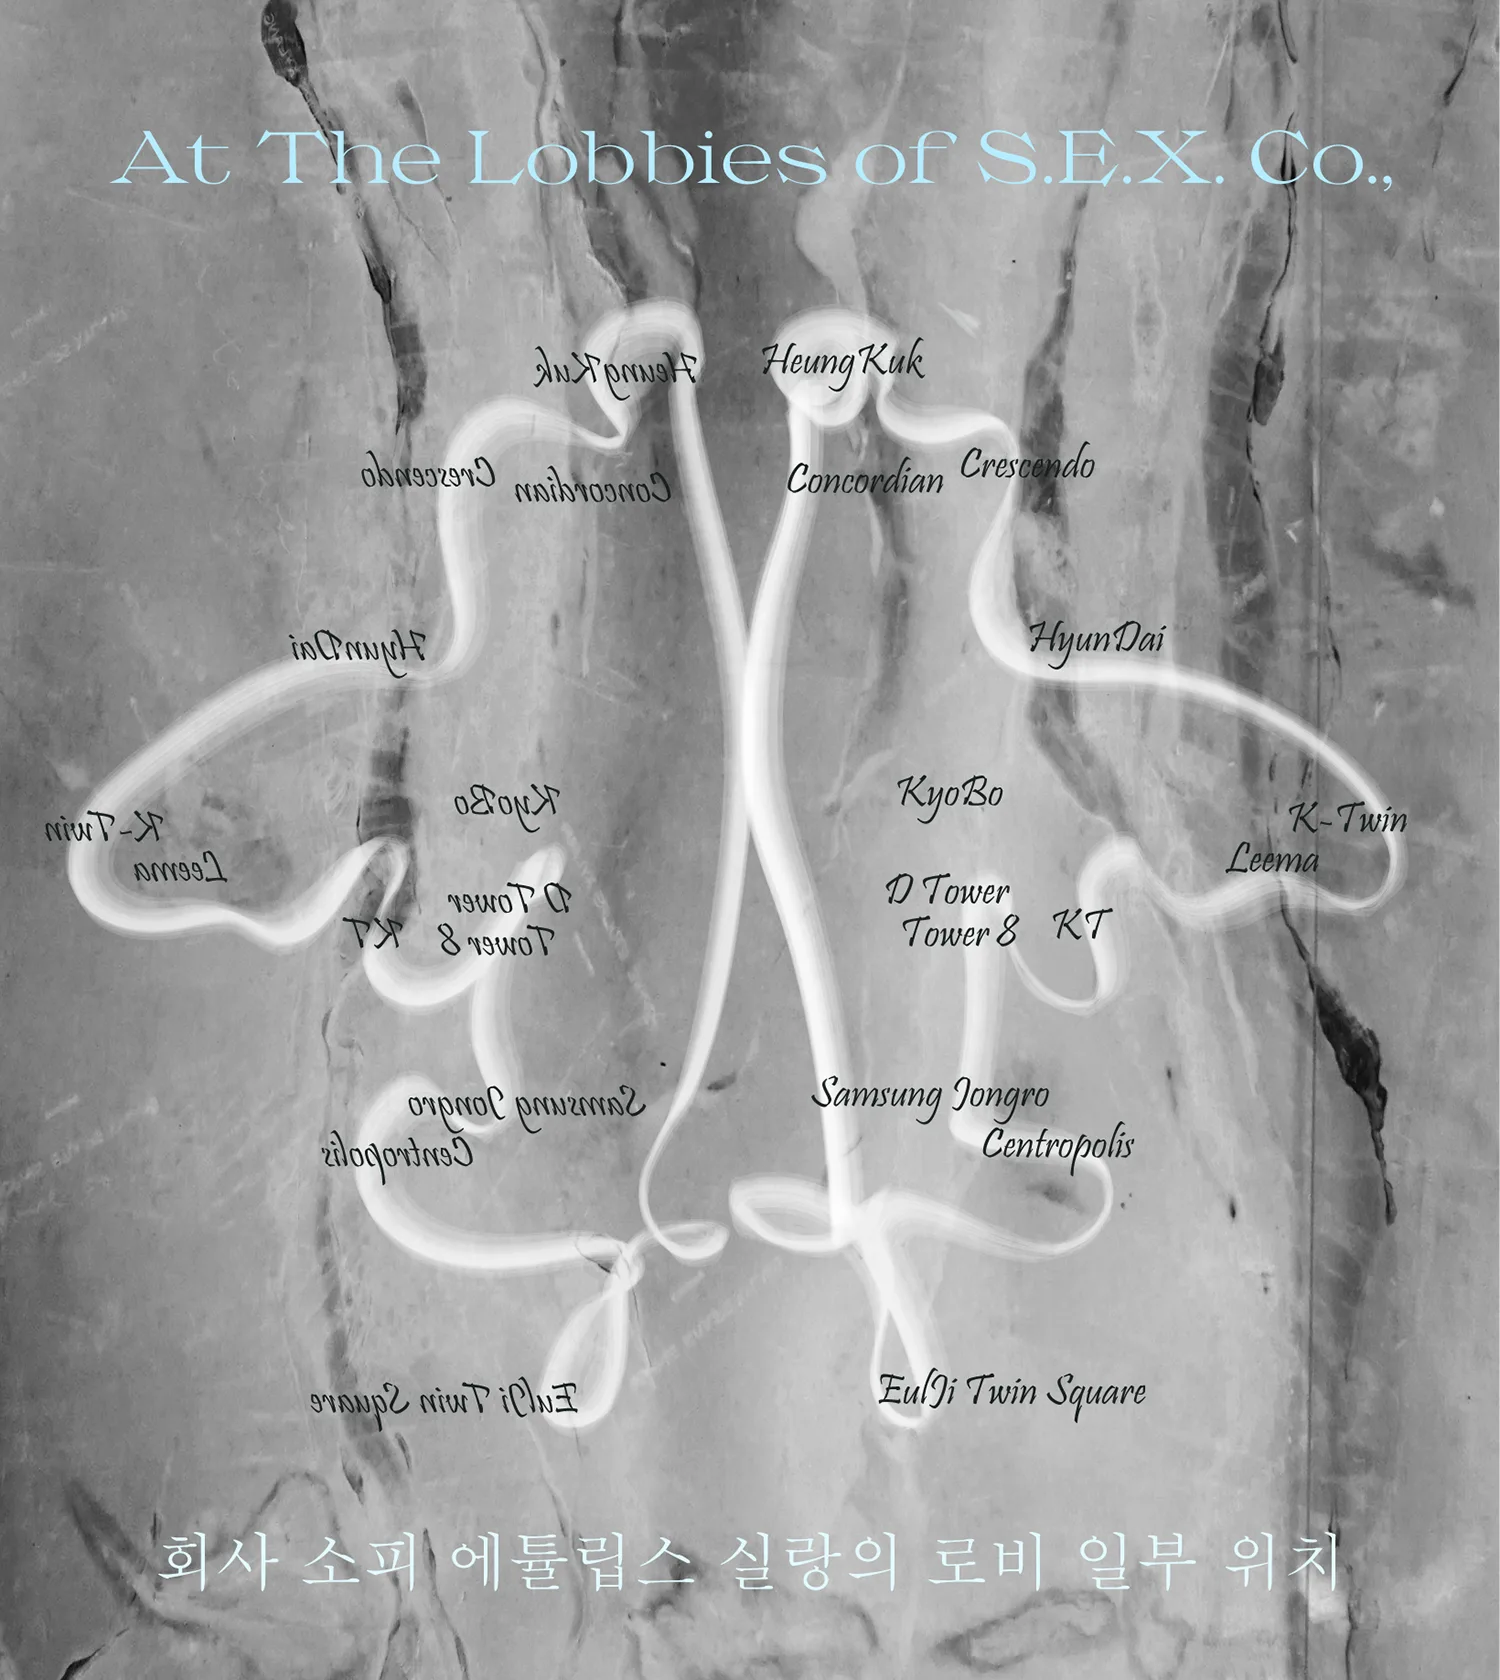 At The Lobbies of S.E.X. Co.,
HeungKuk HeungKuk
Crescendo Concordian Concordian Crescendo
HyunDai HyunDai
KyoBo KyoBo
K-Twin K-Twin
Leema Leema
D Tower D Tower
KT Tower 8 Tower 8 KT
Samsung Jongro Samsung Jongro
Centropolis Centropolis
EulJi Twin Square EulJi Twin Square
회사 소피 에튤립스 실랑의 로비 일부 위치